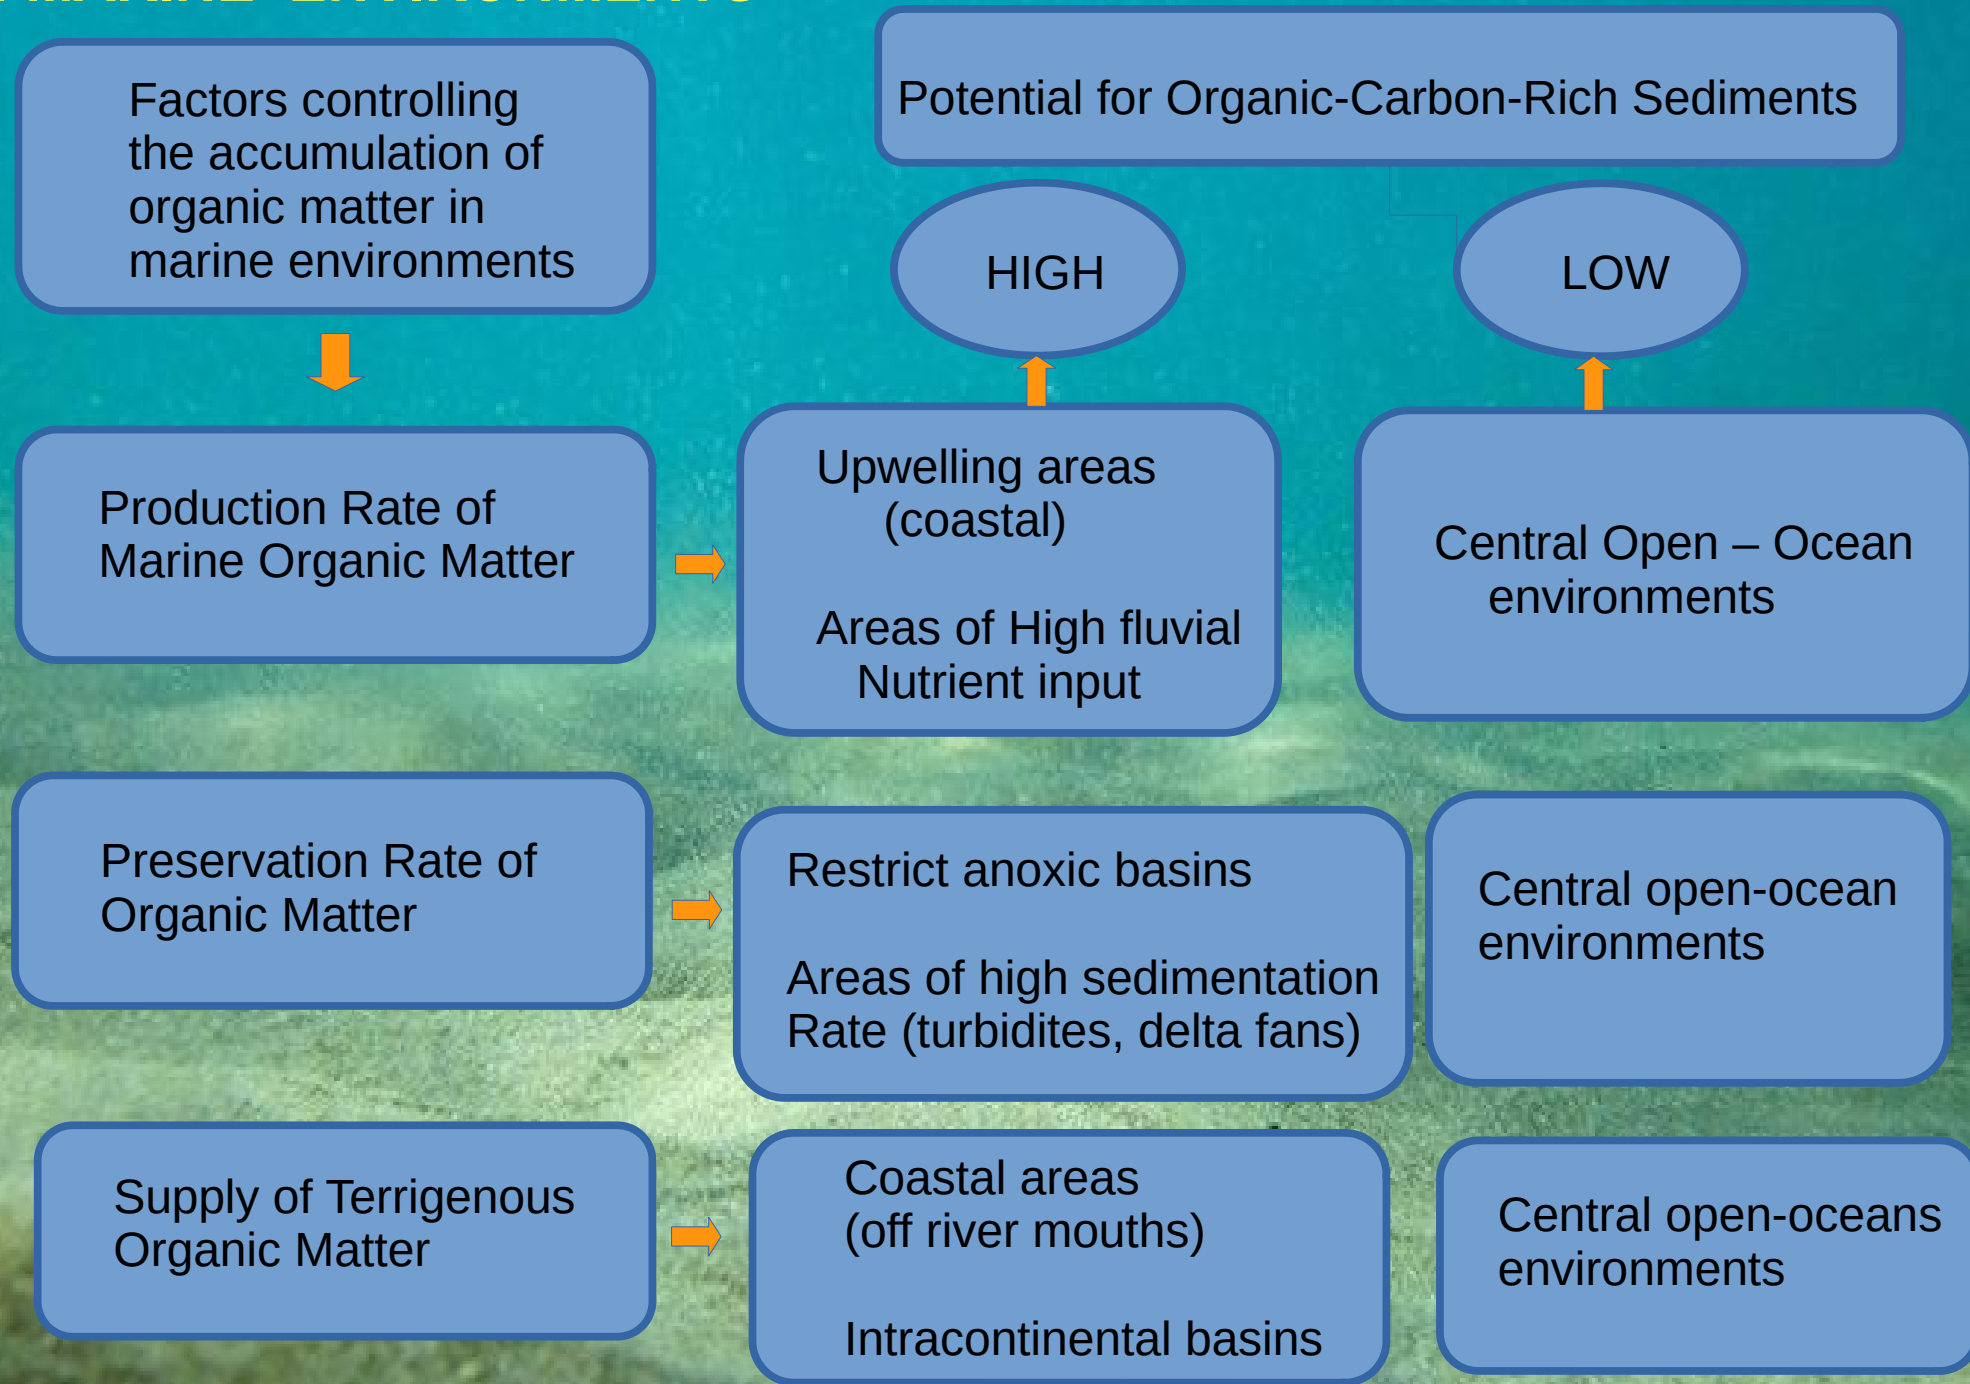 MARINE ENVIRONMENTS
Factors controlling
the accumulation of
organic matter in
marine environments
Potential for Organic-Carbon-Rich Sediments
HIGH
LOW
Production Rate of
Marine Organic Matter
Upwelling areas
(coastal)
Areas of High fluvial
Nutrient input
Central Open – Ocean
environments
Preservation Rate of
Organic Matter
Restrict anoxic basins
Areas of high sedimentation
Rate (turbidites, delta fans)
Central open-ocean
environments
Supply of Terrigenous
Organic Matter
Coastal areas
(off river mouths)
Intracontinental basins
Central open-oceans
environments